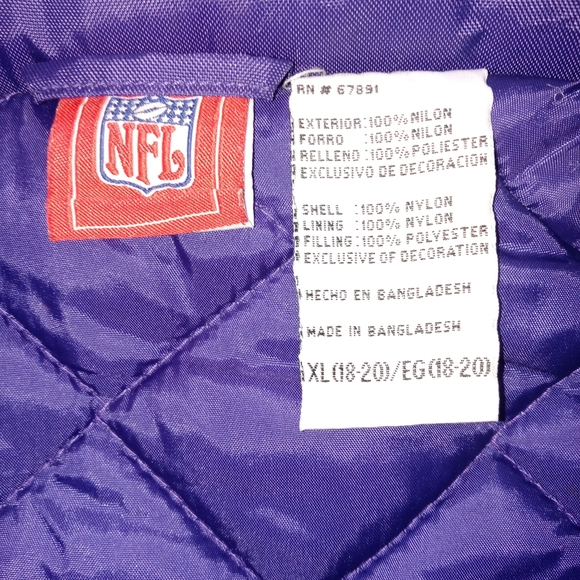 NFL
RN # 67891
EXTERIOR:100% NILON
FORRO :100% NILON
RELLENO :100% POLIESTER
EXCLUSIVO DE DECORACION
SHELL :100% NYLON
LINING :100% NYLON
FILLING:100% POLYESTER
EXCLUSIVE OF DECORATION
HECHO EN BANGLADESH
MADE IN BANGLADESH
XL(18-20)/EG(18-20)